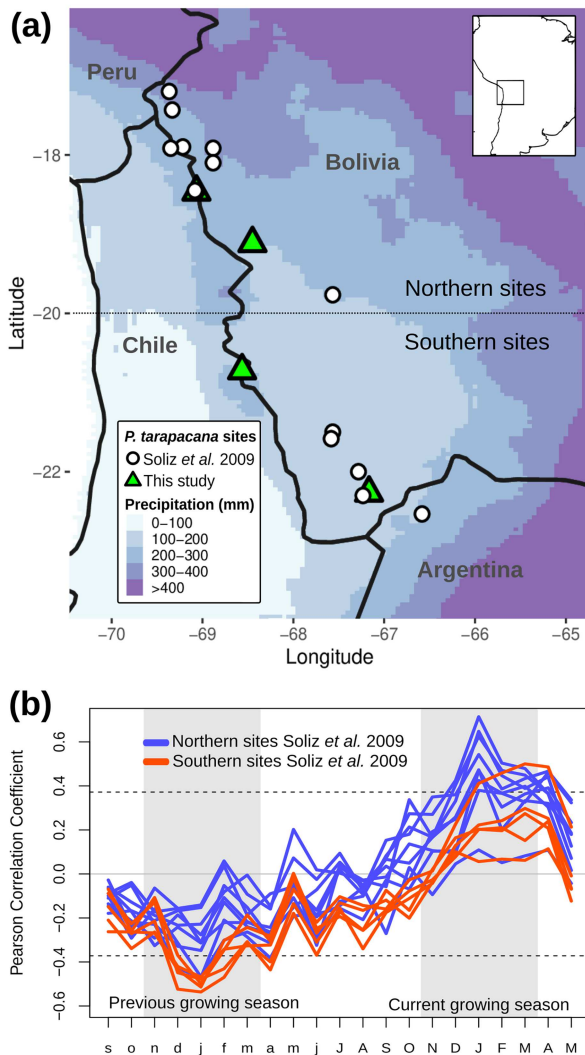 (a)
Peru
Bolivia
−18
Northern sites
−20
Southern sites
Chile
Latitude
P. tarapacana sites
Soliz et al. 2009
This study
Precipitation (mm)
0−100
100−200
200−300
300−400
>400
−22
Argentina
−70 −69 −68 −67 −66 −65
Longitude
(b)
Northern sites Soliz et al. 2009
Southern sites Soliz et al. 2009
Pearson Correlation Coefficient
0.6
0.4
0.2
0.0
−0.2
−0.4
−0.6
Previous growing season Current growing season
s o n d j f m a m j J A S O N D J F M A M